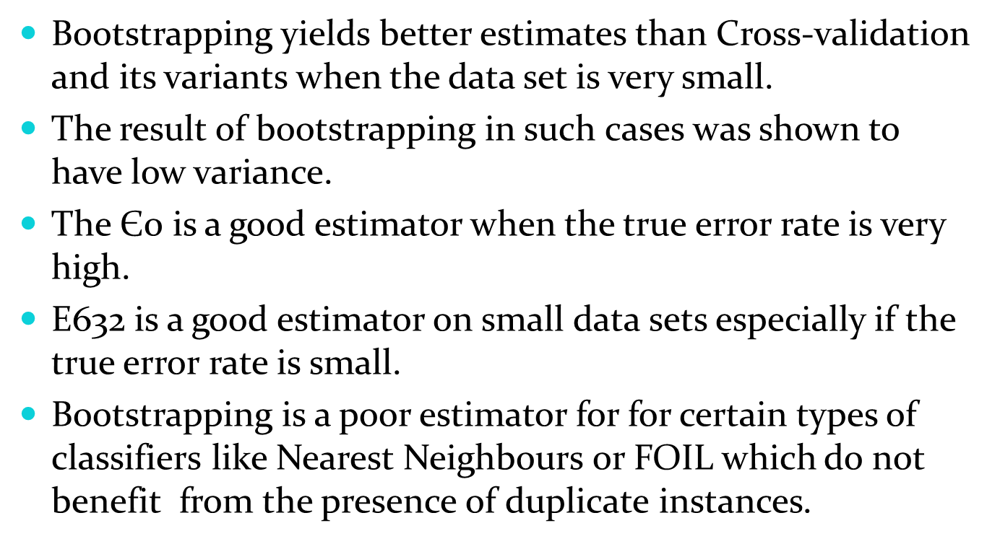 • Bootstrapping yields better estimates than Cross-validation
and its variants when the data set is very small.
• The result of bootstrapping in such cases was shown to
have low variance.
• The Є0 is a good estimator when the true error rate is very
high.
• E632 is a good estimator on small data sets especially if the
true error rate is small.
• Bootstrapping is a poor estimator for for certain types of
classifiers like Nearest Neighbours or FOIL which do not
benefit  from the presence of duplicate instances.